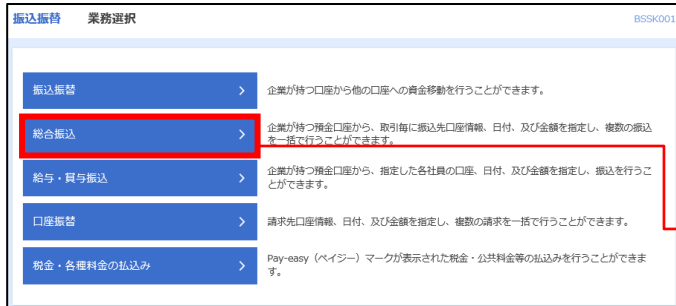 振込振替 業務選択 BSSK001
振込振替 企業が持つ口座から他の口座への資金移動を行うことができます。
総合振込 企業が持つ預金口座から、取引毎に振込先口座情報、日付、及び金額を指定し、複数の振込
を一括で行うことができます。
給与・賞与振込 企業が持つ預金口座から、指定した各社員の口座、日付、及び金額を指定し、振込を行うこ
とができます。
口座振替 請求先口座情報、日付、及び金額を指定し、複数の請求を一括で行うことができます。
税金・各種料金の払込み Pay-easy（ペイジー）マークが表示された税金・公共料金等の払込みを行うことができま
す。